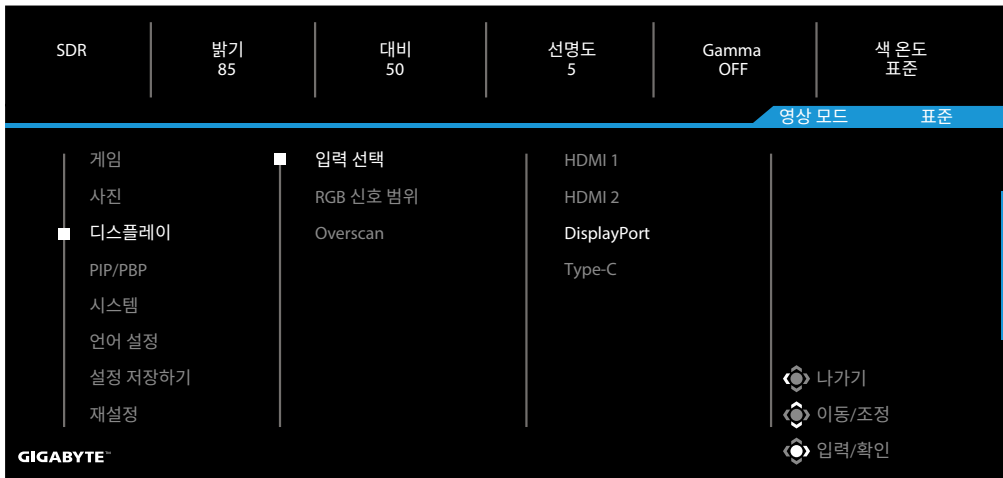 SDR
밝기
85
대비
50
선명도
5
Gamma
OFF
색 온도
표준
영상 모드 표준
게임
사진
디스플레이
PIP/PBP
시스템
언어 설정
설정 저장하기
재설정
입력 선택
RGB 신호 범위
Overscan
HDMI 1
HDMI 2
DisplayPort
Type-C
나가기
이동/조정
입력/확인
GIGABYTE™